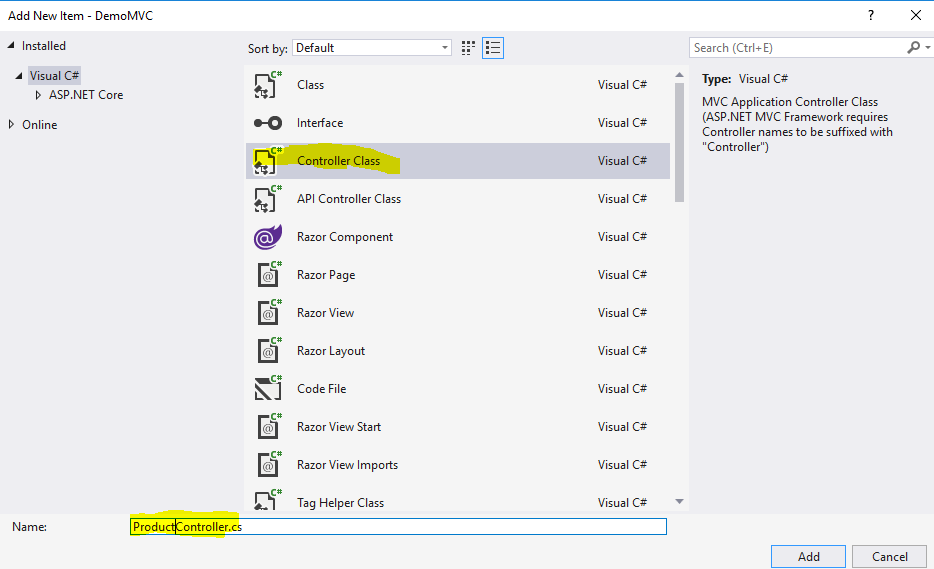 Add New Item - DemoMVC
?
Installed
Visual C#
ASP.NET Core
Online
Sort by: Default
Search (Ctrl+E)
C# Class Visual C#
Interface Visual C#
C# Controller Class Visual C#
C# API Controller Class Visual C#
@ Razor Component Visual C#
C# @ Razor Page Visual C#
C# @ Razor View Visual C#
C# @ Razor Layout Visual C#
C# Code File Visual C#
C# @ Razor View Start Visual C#
C# @ Razor View Imports Visual C#
C# Tag Helper Class Visual C#
Type: Visual C#
MVC Application Controller Class
(ASP.NET MVC Framework requires
Controller names to be suffixed with
"Controller")
Name: ProductController.cs
Add Cancel